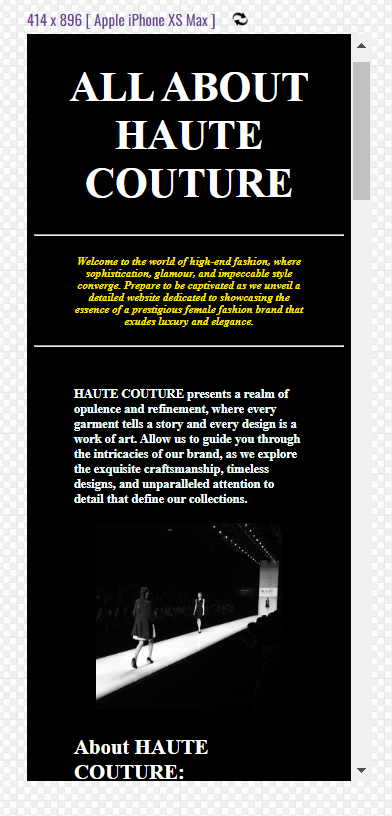 414 x 896 [ Apple iPhone XS Max ]
ALL ABOUT
HAUTE
COUTURE
Welcome to the world of high-end fashion, where
sophistication, glamour, and impeccable style
converge. Prepare to be captivated as we unveil a
detailed website dedicated to showcasing the
essence of a prestigious female fashion brand that
exudes luxury and elegance.
HAUTE COUTURE presents a realm of
opulence and refinement, where every
garment tells a story and every design is a
work of art. Allow us to guide you through
the intricacies of our brand, as we explore
the exquisite craftsmanship, timeless
designs, and unparalleled attention to
detail that define our collections.
About HAUTE
COUTURE: